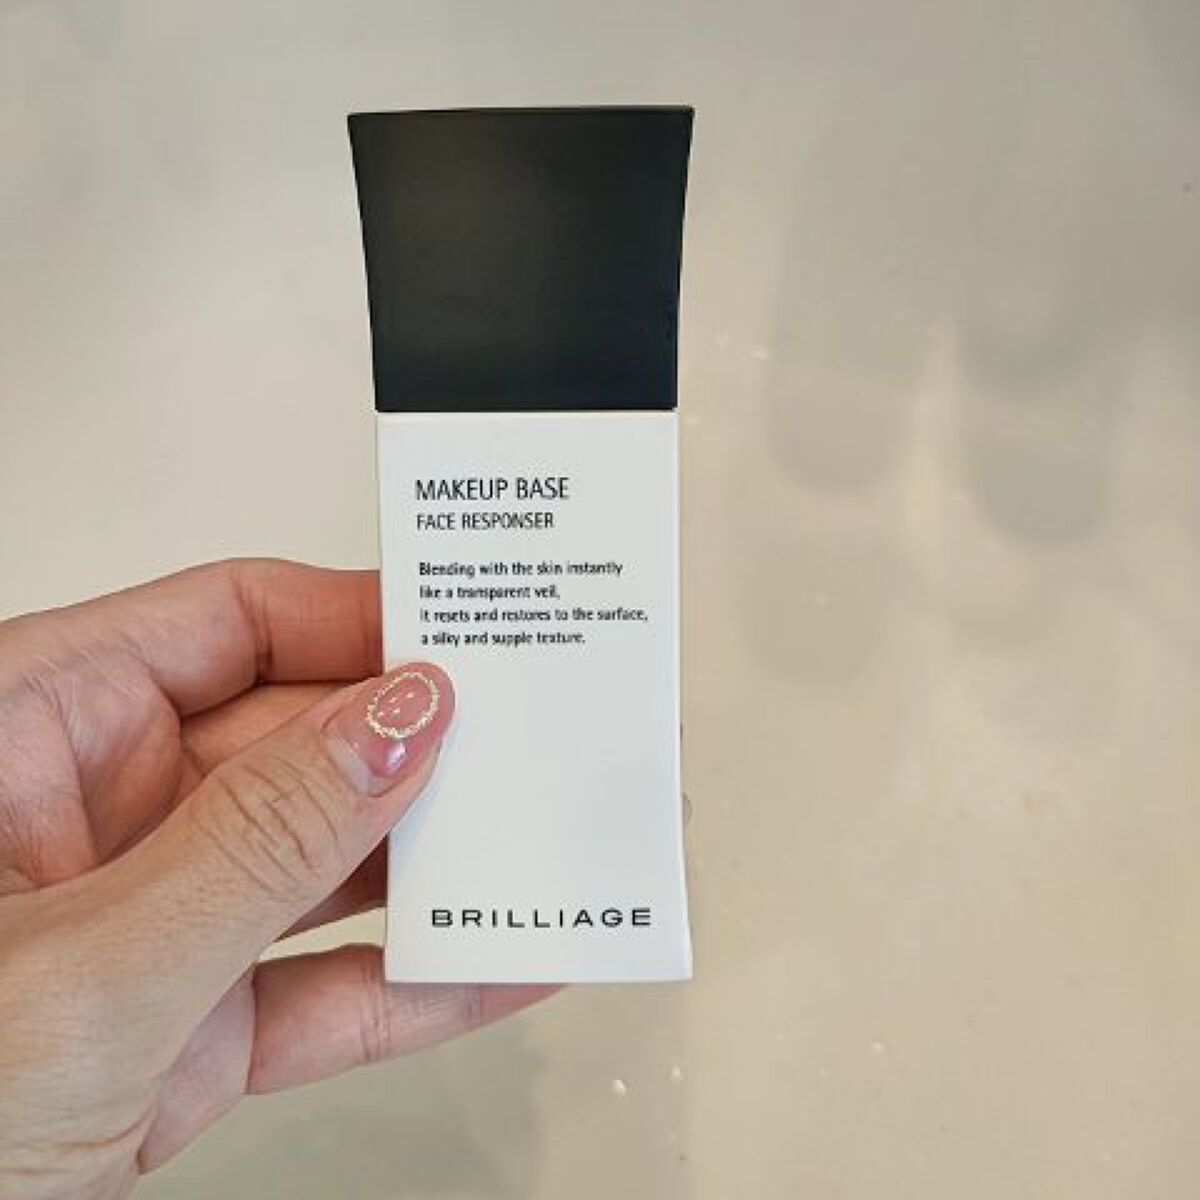 MAKEUP BASE
FACE RESPONSER
Blending with the skin instantly
like a transparent veil,
it resets and restores to the surface,
a silky and supple texture.
BRILLIAGE